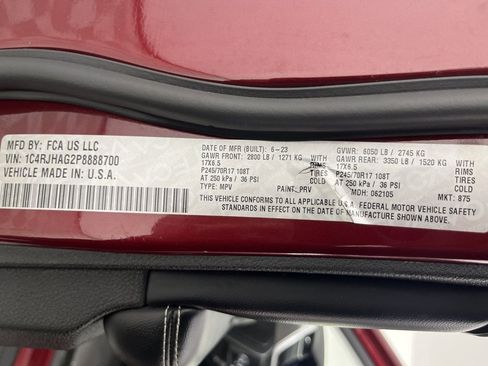 MFD BY: FCA US LLC
VIN: 1C4RJHAG2P8888700
VEHICLE MADE IN: U.S.A.
DATE OF MFR (BUILT): 6-23 GVWR: 6050 LB / 2745 KG
GAWR FRONT: 2800 LB / 1271 KG WITH GAWR REAR: 3350 LB / 1520 KG WITH
17X6.5 RIMS 17X6.5 RIMS
P245/70R17 108T TIRES P245/70R17 108T TIRES
AT 250 kPa / 36 PSI COLD AT 250 kPa / 36 PSI COLD
TYPE: MPV PAINT: PRV MDH: 062105 MKT: 875
THIS VEHICLE CONFORMS TO ALL APPLICABLE U.S.A. FEDERAL MOTOR VEHICLE SAFETY
STANDARDS IN EFFECT ON THE DATE OF MANUFACTURE SHOWN ABOVE.